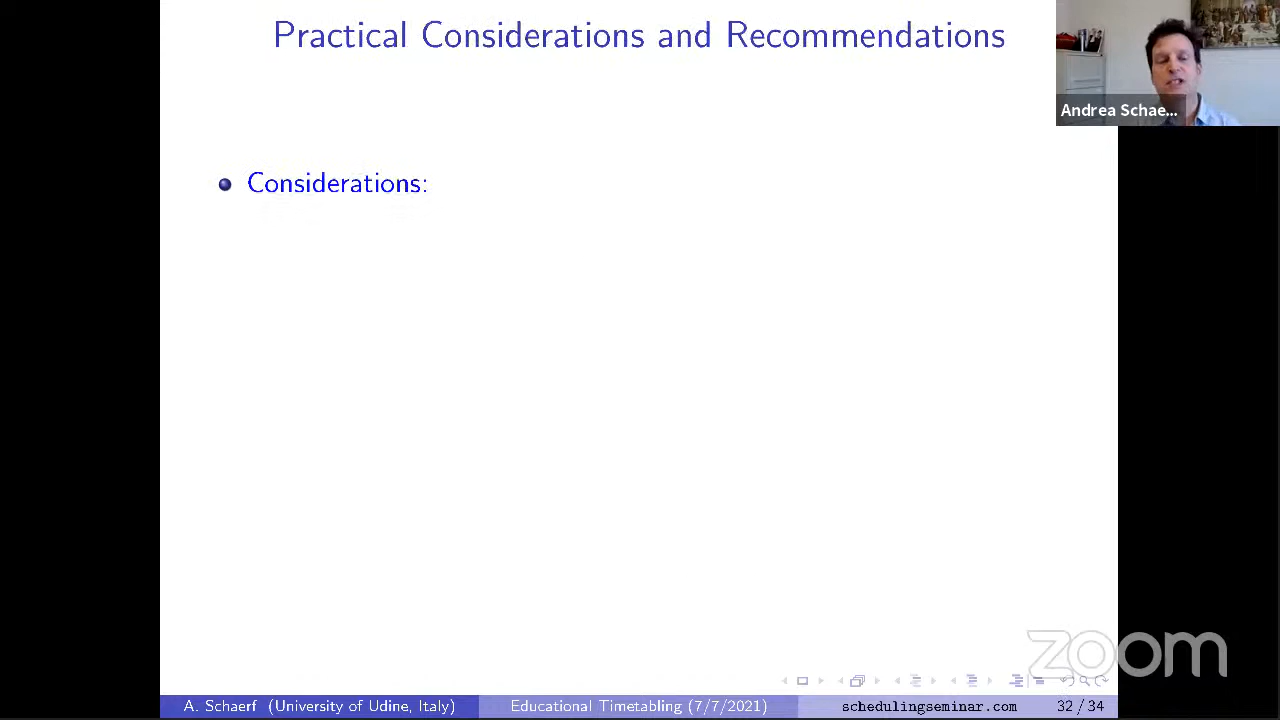 Practical Considerations and Recommendations
Andrea Schae...
Considerations:
zoom
A. Schaerf (University of Udine, Italy)
Educational Timetabling (7/7/2021)
schedulingseminar.com
32 / 34